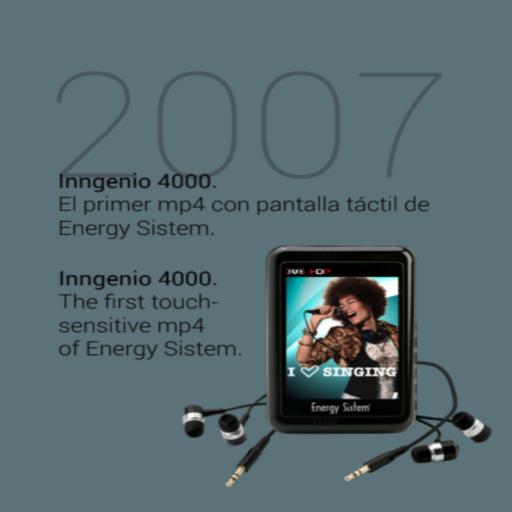 2007
Inngenio 4000.
El primer mp4 con pantalla táctil de
Energy Sistem.
Inngenio 4000.
The first touch-
sensitive mp4
of Energy Sistem.
HDP
I ♡ SINGING
Energy Sistem